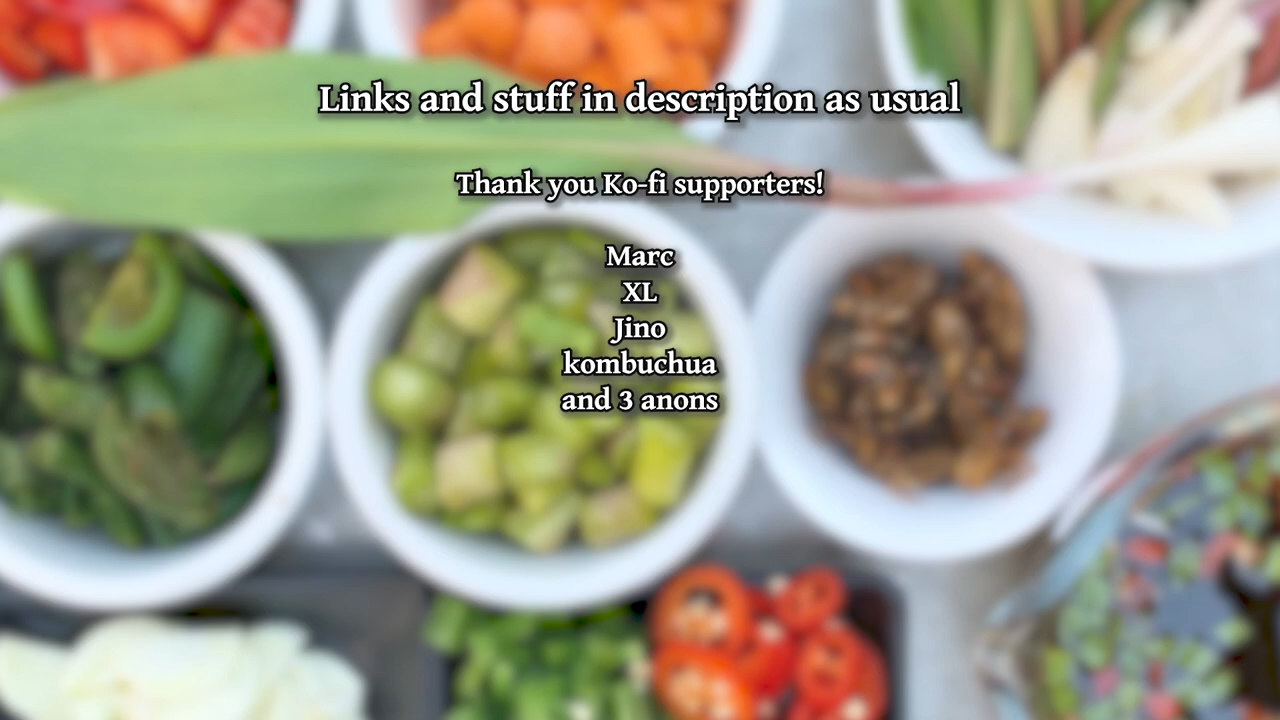 Links and stuff in description as usual
Thank you Ko-fi supporters!
Marc
XL
Jino
kombuchua
and 3 anons